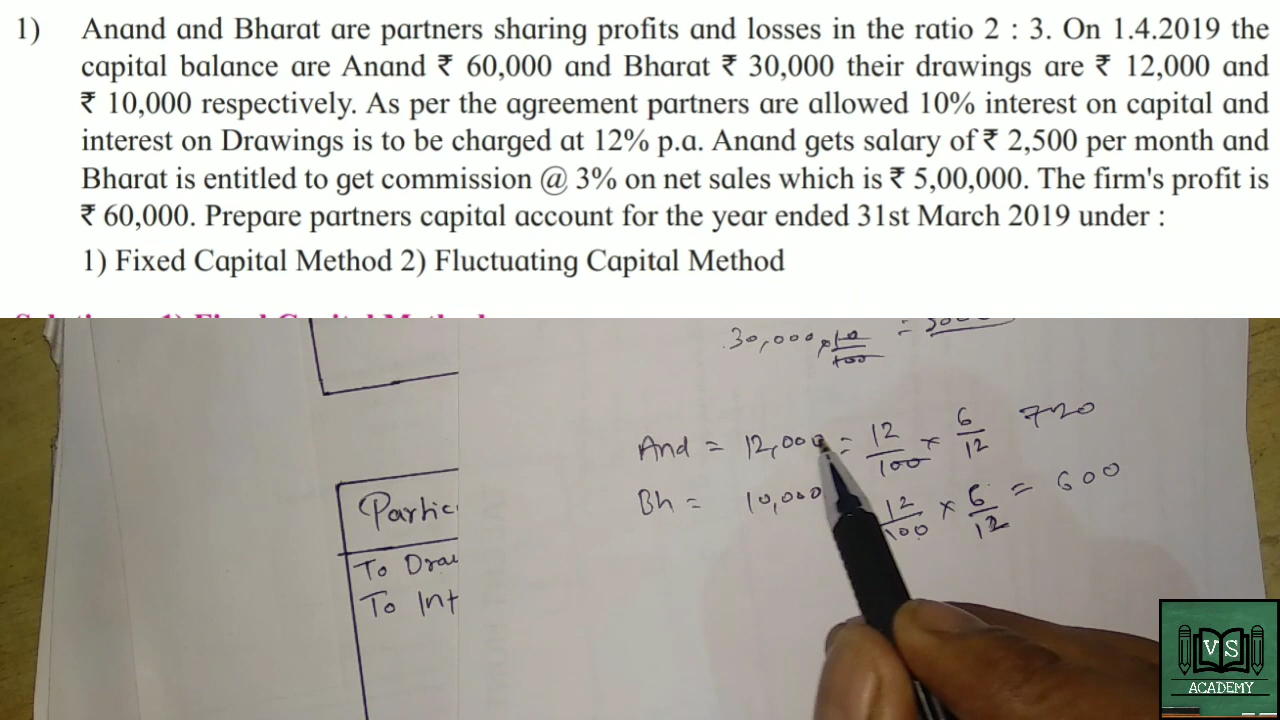 1) Anand and Bharat are partners sharing profits and losses in the ratio 2 : 3. On 1.4.2019 the
capital balance are Anand ₹ 60,000 and Bharat ₹ 30,000 their drawings are ₹ 12,000 and
₹ 10,000 respectively. As per the agreement partners are allowed 10% interest on capital and
interest on Drawings is to be charged at 12% p.a. Anand gets salary of ₹ 2,500 per month and
Bharat is entitled to get commission @ 3% on net sales which is ₹ 5,00,000. The firm's profit is
₹ 60,000. Prepare partners capital account for the year ended 31st March 2019 under :
1) Fixed Capital Method 2) Fluctuating Capital Method
30,000 × 10/100 =
And = 12,000 = 12/100 × 6/12 720
Bh = 10,000 12/100 × 6/12 = 600
Partic
To Draw
To Int
VS
ACADEMY